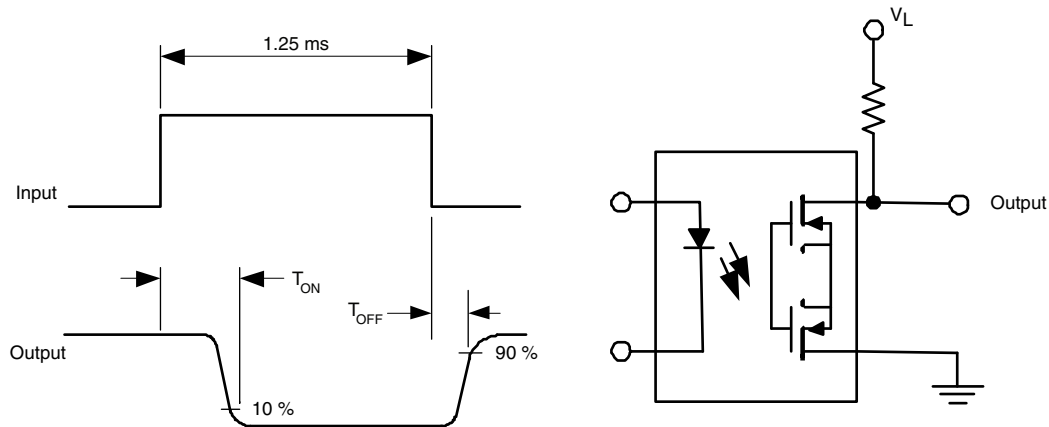 1.25 ms
Input
TON
TOFF
Output
10 %
90 %
VL
Output